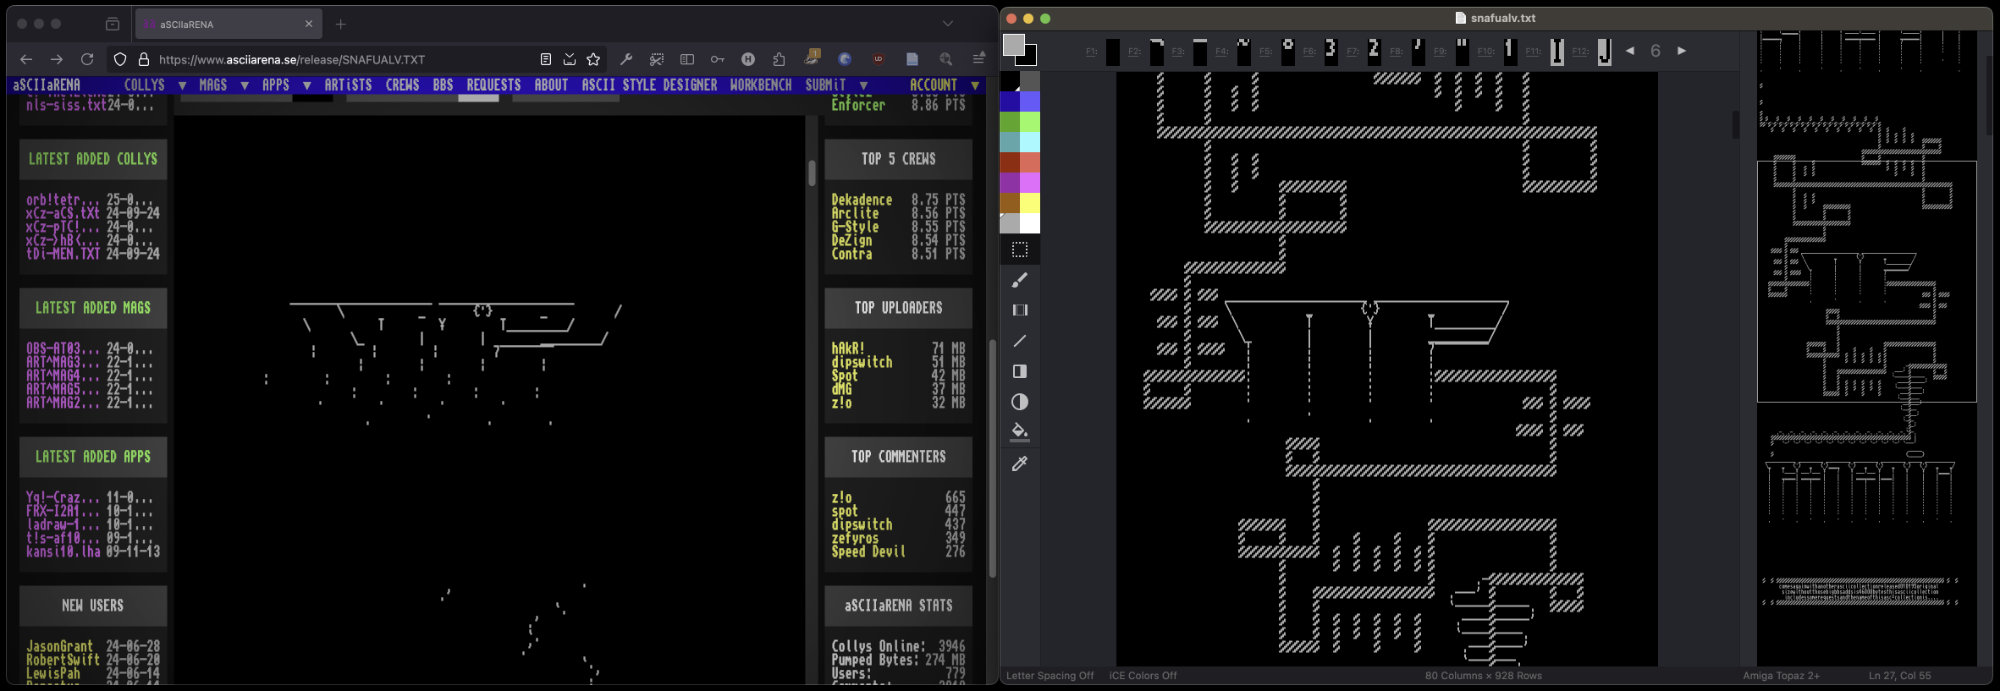 aSCIIaRENA
https://www.asciiarena.se/release/SNAFUALV.TXT
aSCIIaRENA COLLYS ▼ MAGS ▼ APPS ▼ ARTiSTS CREWS BBS REQUESTS ABOUT ASCII STYLE DESIGNER WORKBENCH SUBMiT ▼ ACCOUNT ▼
nls-siss.txt 24-0...
LATEST ADDED COLLYS
orb!tetr... 25-0...
xCz-aCS.tXt 24-09-24
xCz-pTC!... 24-0...
xCz->hB<... 24-0...
tDi-MEN.TXT 24-09-24
LATEST ADDED MAGS
OBS-AT03... 24-0...
ART^MAG3... 22-1...
ART^MAG4... 22-1...
ART^MAG5... 22-1...
ART^MAG2... 22-1...
LATEST ADDED APPS
Yq!-Craz... 11-0...
FRX-I2A1... 10-1...
ladraw-1... 10-1...
t!s-af10... 09-1...
kansi10.lha 09-11-13
NEW USERS
JasonGrant 24-06-28
RobertSwift 24-06-20
LewisPah 24-06-14
Enforcer 8.86 PTS
TOP 5 CREWS
Dekadence 8.75 PTS
Arclite 8.56 PTS
G-Style 8.55 PTS
DeZign 8.54 PTS
Contra 8.51 PTS
TOP UPLOADERS
hAkR! 71 MB
dipswitch 51 MB
Spot 42 MB
dMG 37 MB
z!o 32 MB
TOP COMMENTERS
z!o 665
spot 447
dipswitch 437
zefyros 349
Speed Devil 276
aSCIIaRENA STATS
Collys Online: 3946
Pumped Bytes: 274 MB
Users: 779
snafualv.txt
F1: F2: F3: F4: F5: F6: 3 F7: 2 F8: ' F9: " F10: 1 F11: I F12: J ◀ 6 ▶
Letter Spacing Off iCE Colors Off 80 Columns × 928 Rows Amiga Topaz 2+ Ln 27, Col 55